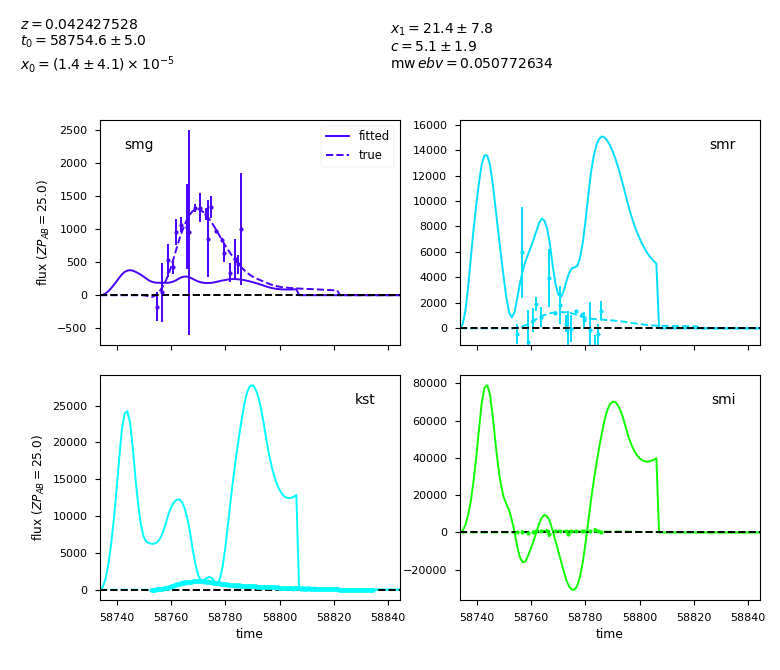 z = 0.042427528
t₀ = 58754.6 ± 5.0
x₀ = (1.4 ± 4.1) × 10⁻⁵
x₁ = 21.4 ± 7.8
c = 5.1 ± 1.9
mwebv = 0.050772634
smg
fitted
true
2500
2000
1500
1000
500
0
−500
flux (ZP_AB = 25.0)
smr
16000
14000
12000
10000
8000
6000
4000
2000
0
kst
25000
20000
15000
10000
5000
0
flux (ZP_AB = 25.0)
58740 58760 58780 58800 58820 58840
time
smi
80000
60000
40000
20000
0
−20000
58740 58760 58780 58800 58820 58840
time